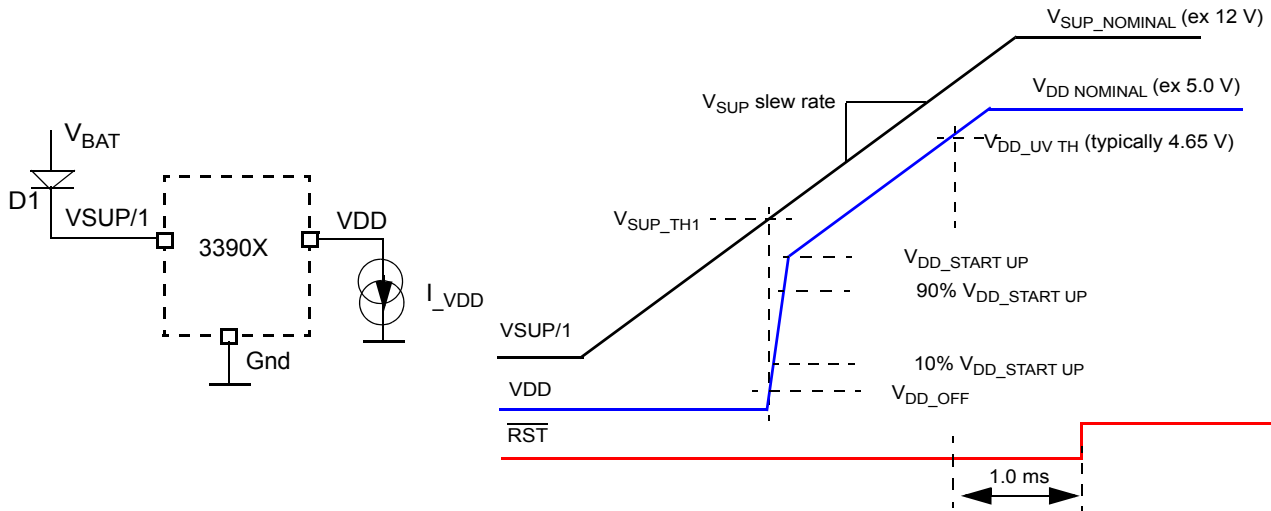 V_BAT
D1
VSUP/1
3390X
VDD
I_VDD
Gnd
V_SUP_NOMINAL (ex 12 V)
V_SUP slew rate
V_DD NOMINAL (ex 5.0 V)
V_DD_UV TH (typically 4.65 V)
V_SUP_TH1
V_DD_START UP
90% V_DD_START UP
VSUP/1
10% V_DD_START UP
VDD
V_DD_OFF
RST
1.0 ms